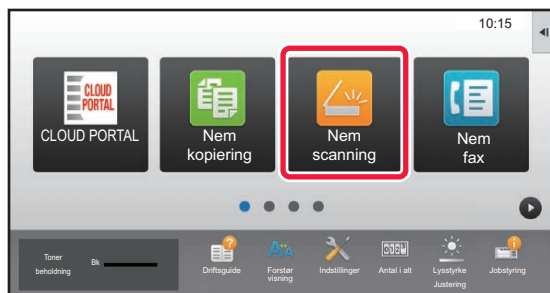 10:15
CLOUD
PORTAL
CLOUD PORTAL
Nem
kopiering
Nem
scanning
Nem
fax
Toner
beholdning
Bk
Driftsguide
Forstør
visning
Indstillinger
Antal i alt
Lysstyrke
Justering
Jobstyring